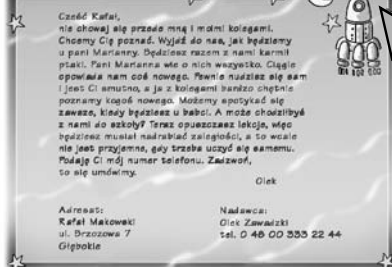 Cześć Rafał,
nie chowaj się przede mną i moimi kolegami.
Chcemy Cię poznać. Wyjdź do nas, jak będziemy
u pani Marianny. Będziesz razem z nami karmił
ptaki. Pani Marianna wie o nich wszystko. Ciągle
opowiada nam coś nowego. Pewnie nudzisz się sam
i jest Ci smutno, a ja z kolegami bardzo chętnie
poznamy kogoś nowego. Możemy spotykać się
zawsze, kiedy będziesz u babci. A może chodziłbyś
z nami do szkoły? Teraz opuszczasz lekcje, więc
będziesz musiał nadrabiać zaległości, a to wcale
nie jest przyjemne, gdy trzeba uczyć się samemu.
Podaję Ci mój numer telefonu. Zadzwoń,
to się umówimy.
Olek
Adresat:
Rafał Makowski
ul. Brzozowa 7
Głębokie
Nadawca:
Olek Zawadzki
tel. 0 48 00 333 22 44